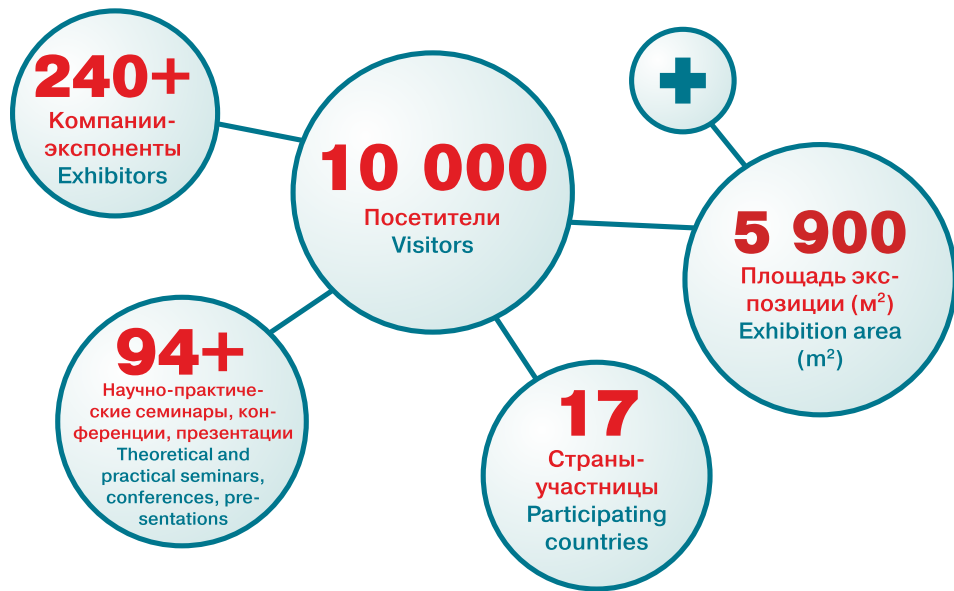 240+
Компании-
экспоненты
Exhibitors
10 000
Посетители
Visitors
5 900
Площадь экс-
позиции (м²)
Exhibition area
(m²)
94+
Научно-практиче-
ские семинары, кон-
ференции, презентации
Theoretical and
practical seminars,
conferences, pre-
sentations
17
Страны-
участницы
Participating
countries